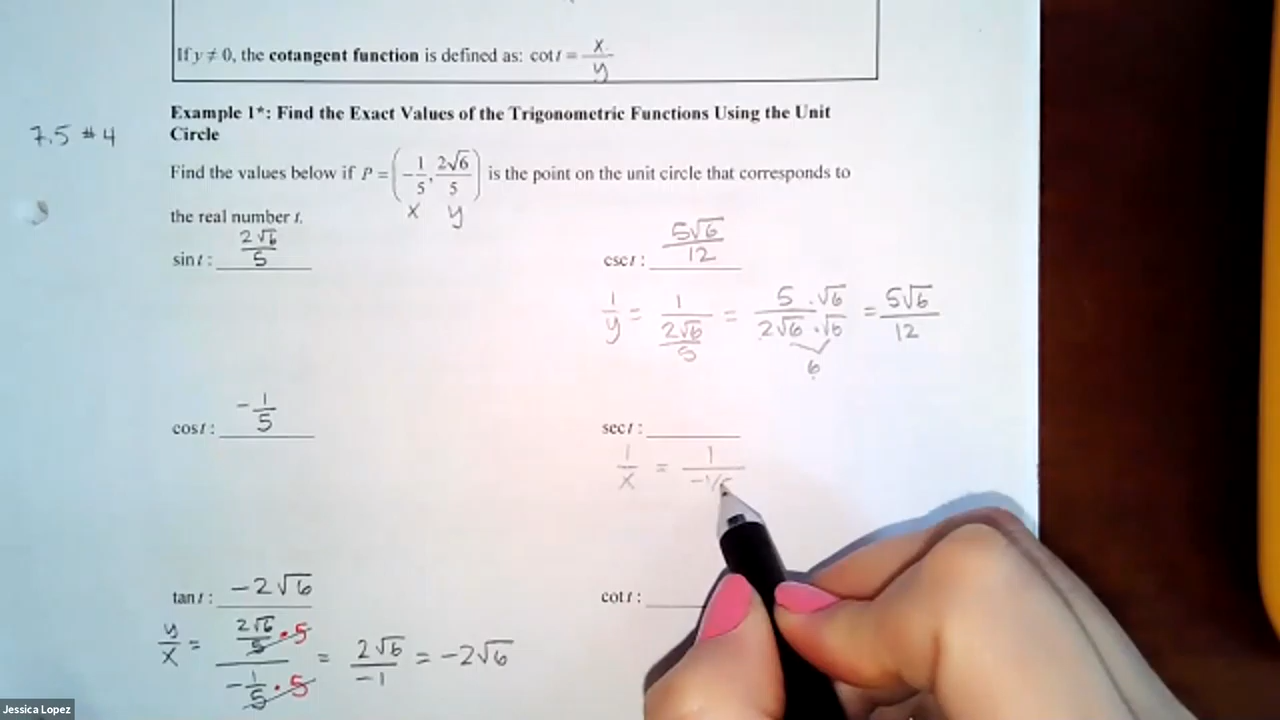 If y ≠ 0, the cotangent function is defined as: cot t = x/y
Example 1*: Find the Exact Values of the Trigonometric Functions Using the Unit
Circle
7.5 #4
Find the values below if P = (-1/5, 2√6/5) is the point on the unit circle that corresponds to
x y
the real number t.
sin t : 2√6/5
csc t : 5√6/12
1/y = 1/(2√6/5) = 5·√6/2√6·√6 = 5√6/12
6
cos t : -1/5
sec t :
1/x = 1/-1/5
tan t : -2√6
cot t :
y/x = (2√6/5 · 5)/(-1/5 · 5) = 2√6/-1 = -2√6
Jessica Lopez